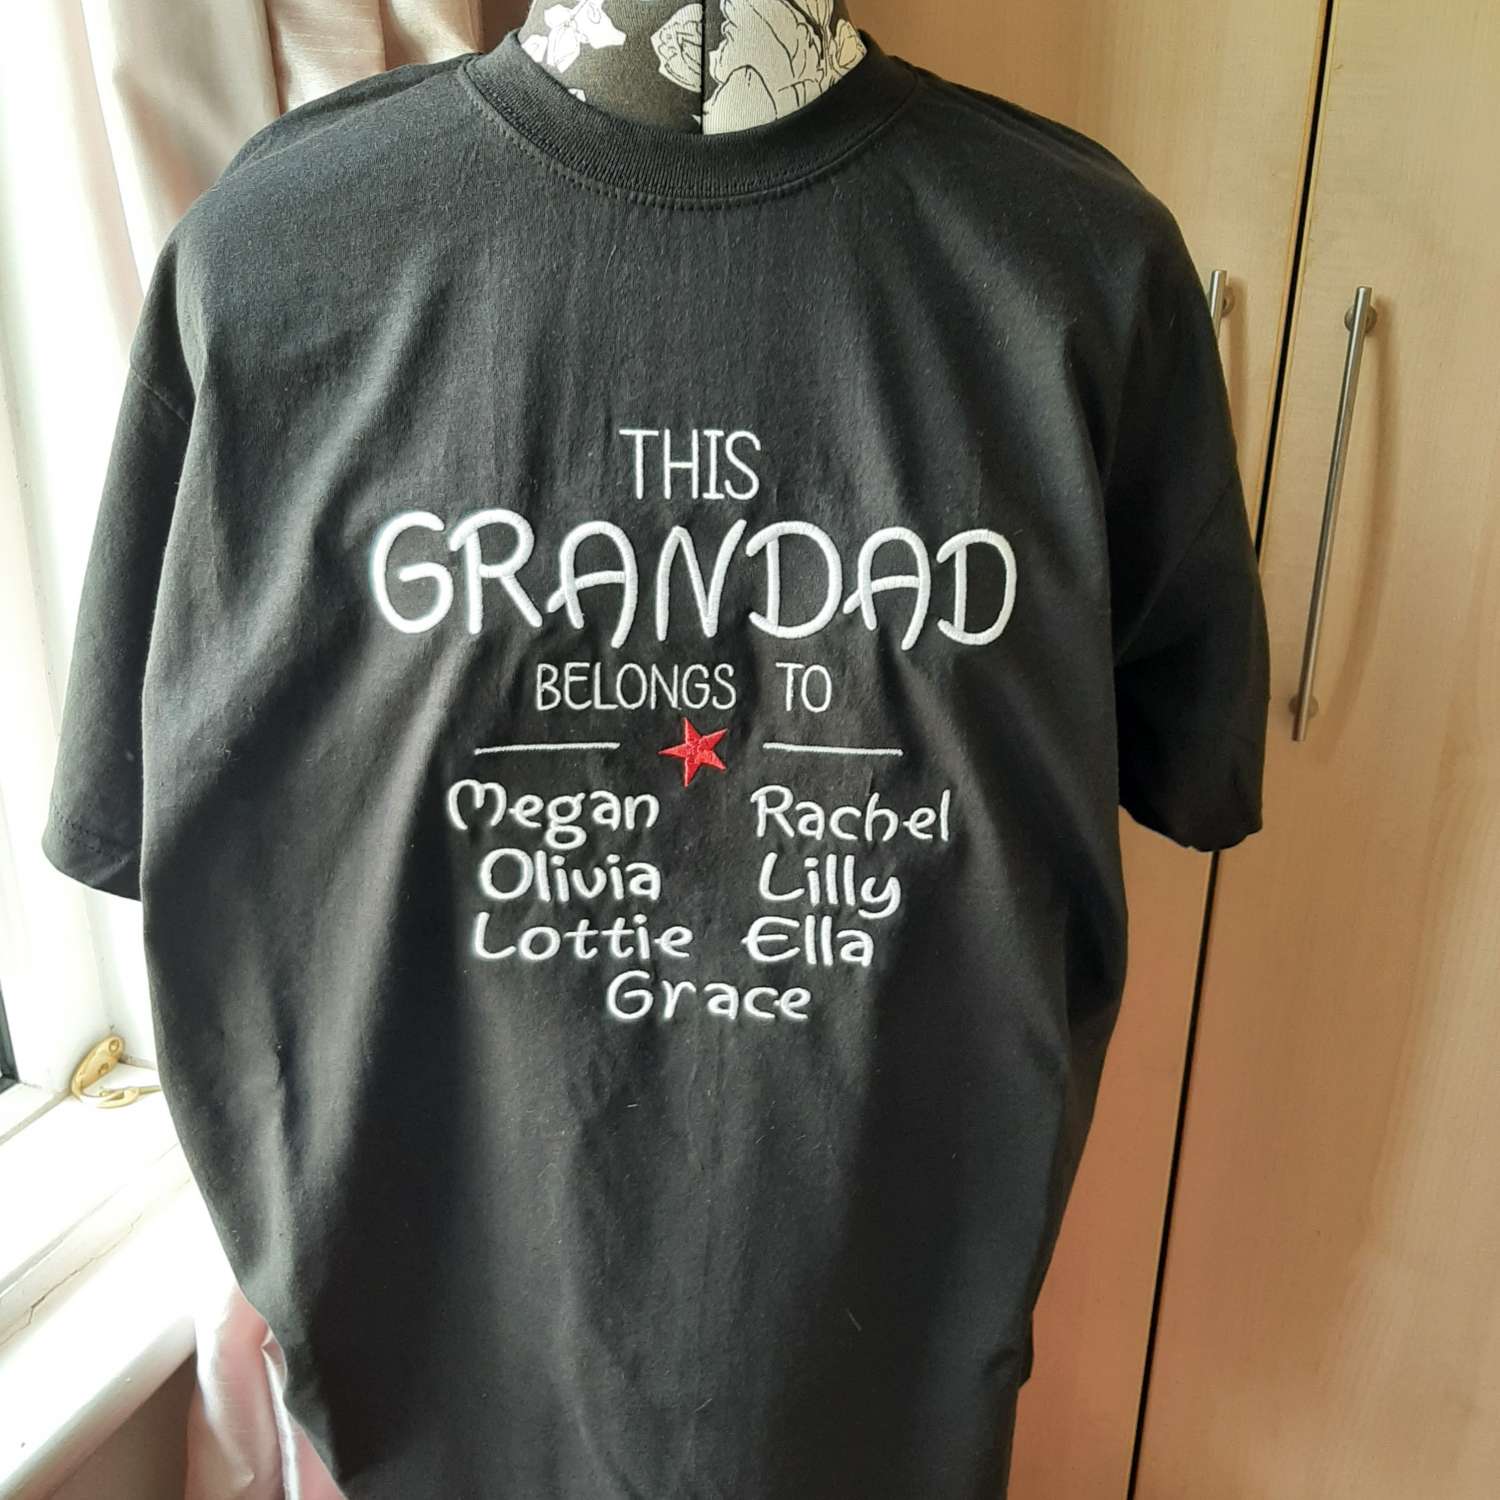 THIS
GRANDAD
BELONGS TO
Megan Rachel
Olivia Lilly
Lottie Ella
Grace